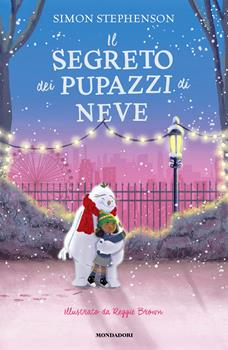 SIMON STEPHENSON
Il
SEGRETO
dei PUPAZZI di
NEVE
illustrato da Reggie Brown
MONDADORI